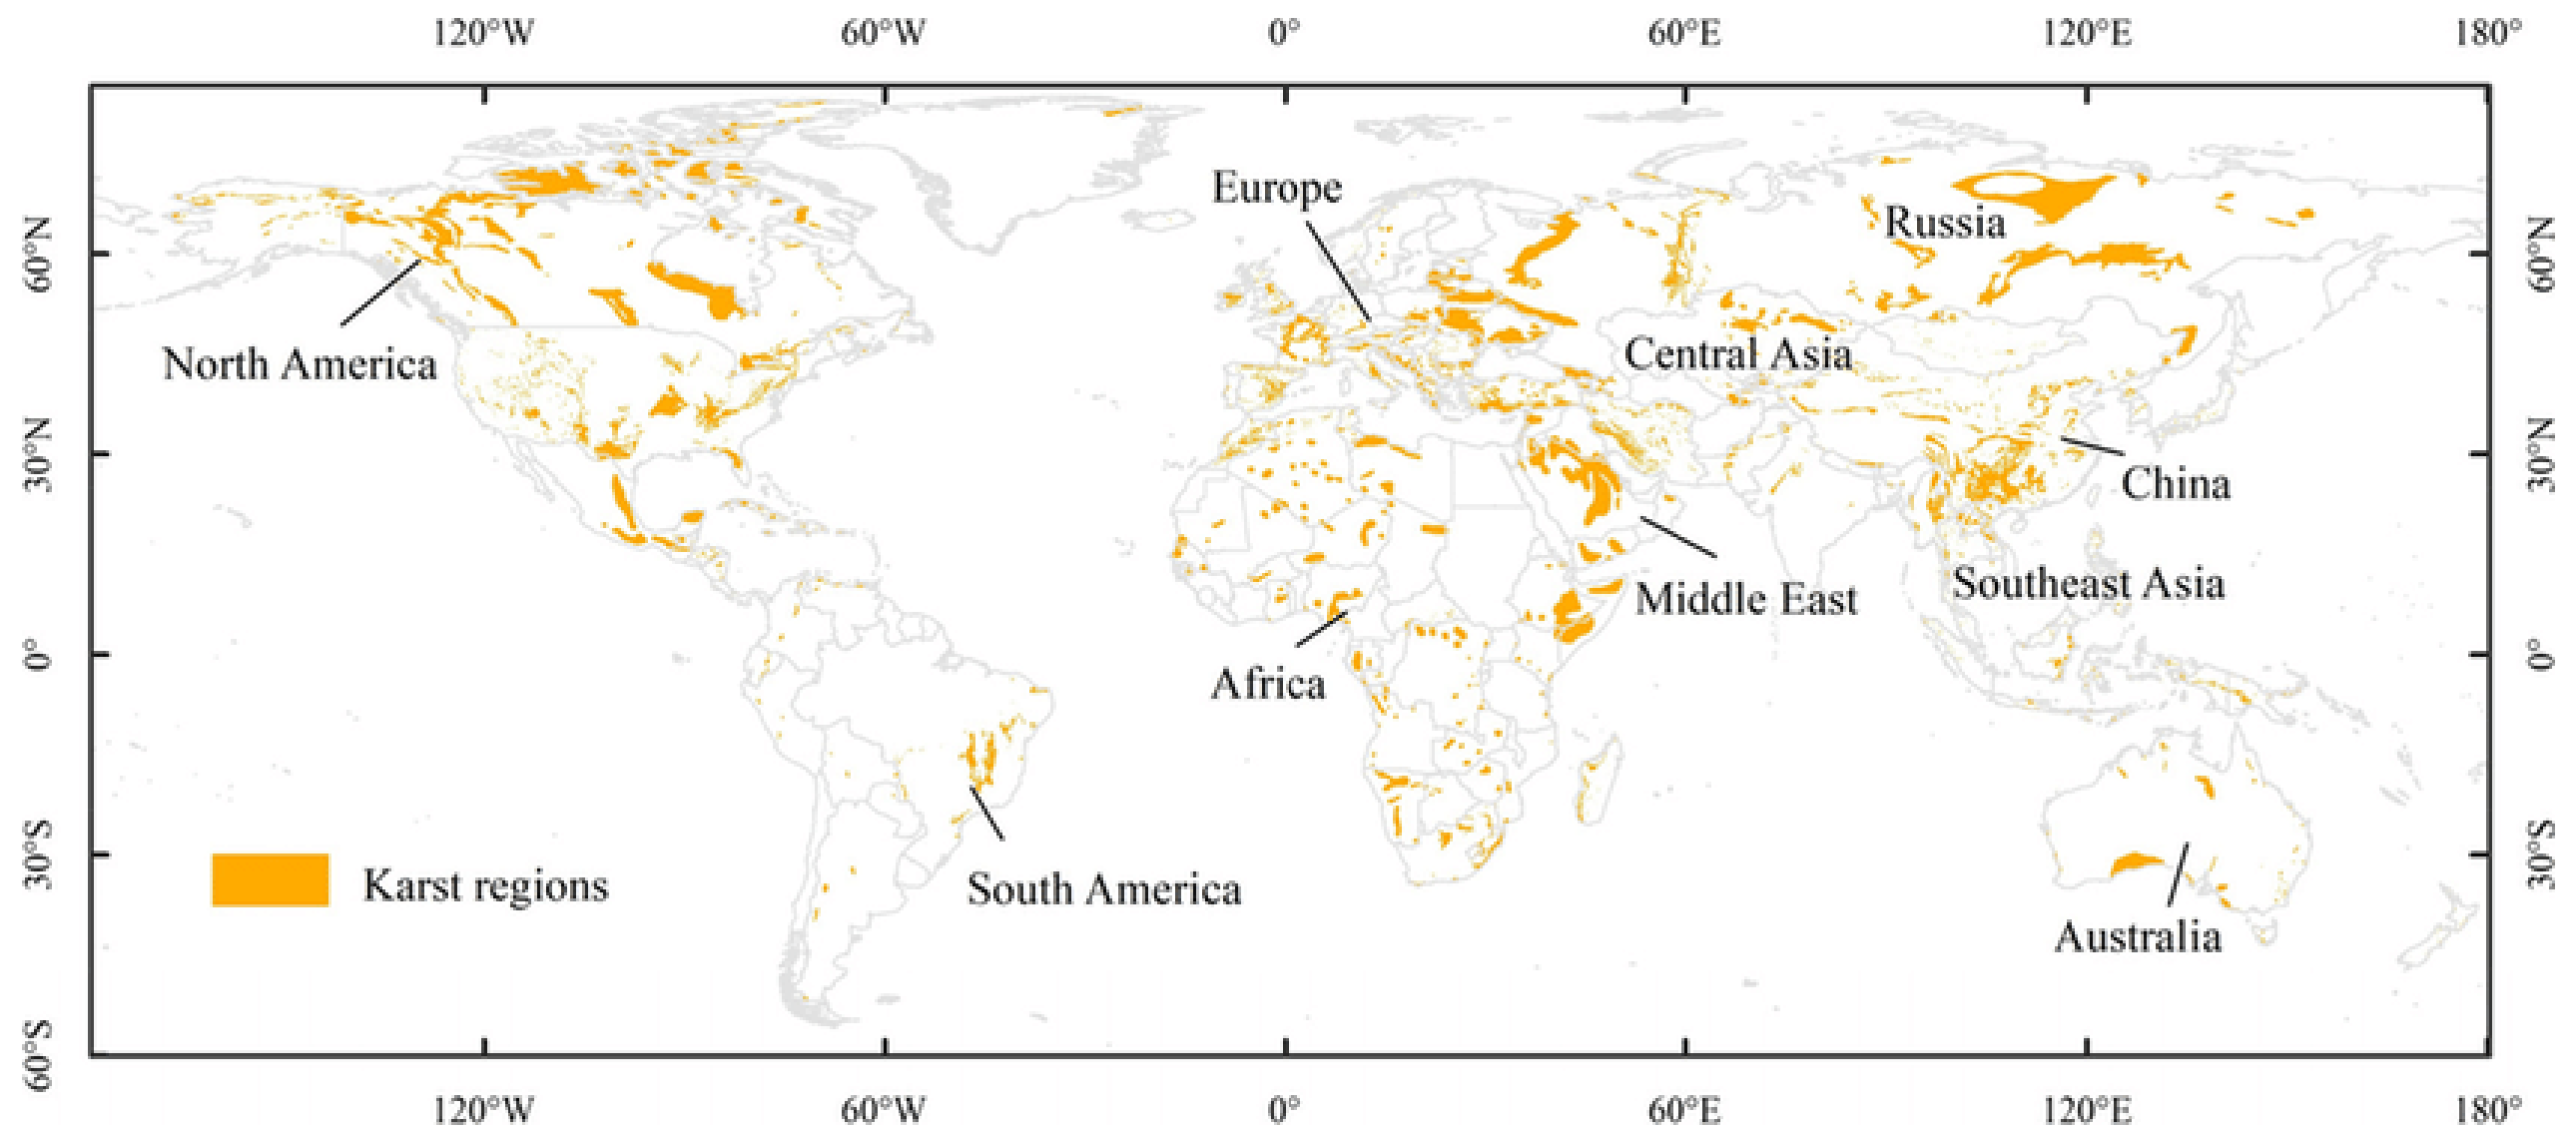 120°W 60°W 0° 60°E 120°E 180°
60°N
30°N
0°
30°S
60°S
Europe
Russia
North America
Central Asia
China
Southeast Asia
Middle East
Africa
South America
Karst regions
Australia
60°N
30°N
0°
30°S
120°W 60°W 0° 60°E 120°E 180°